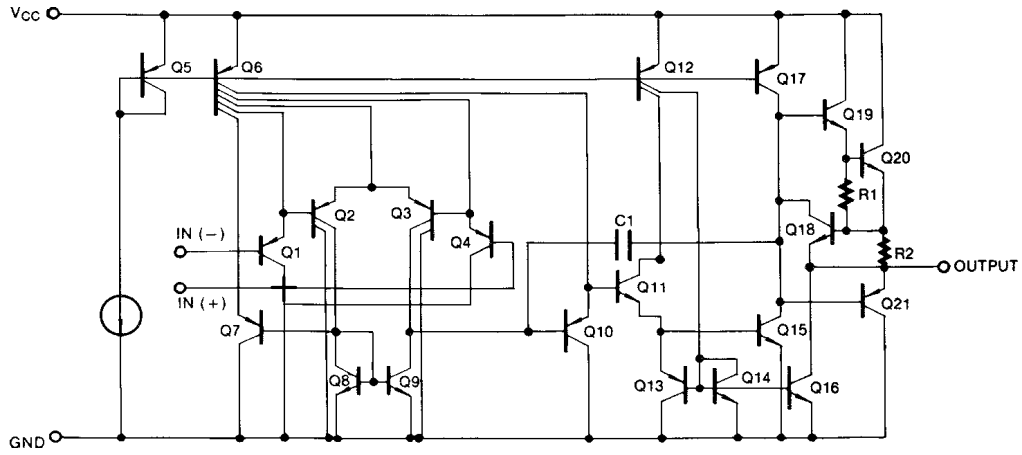 VCC
Q5
Q6
Q12
Q17
Q19
Q20
R1
Q2
Q3
Q4
C1
Q18
IN (−)
Q1
Q11
R2
OUTPUT
IN (+)
Q7
Q10
Q15
Q21
Q8
Q9
Q13
Q14
Q16
GND